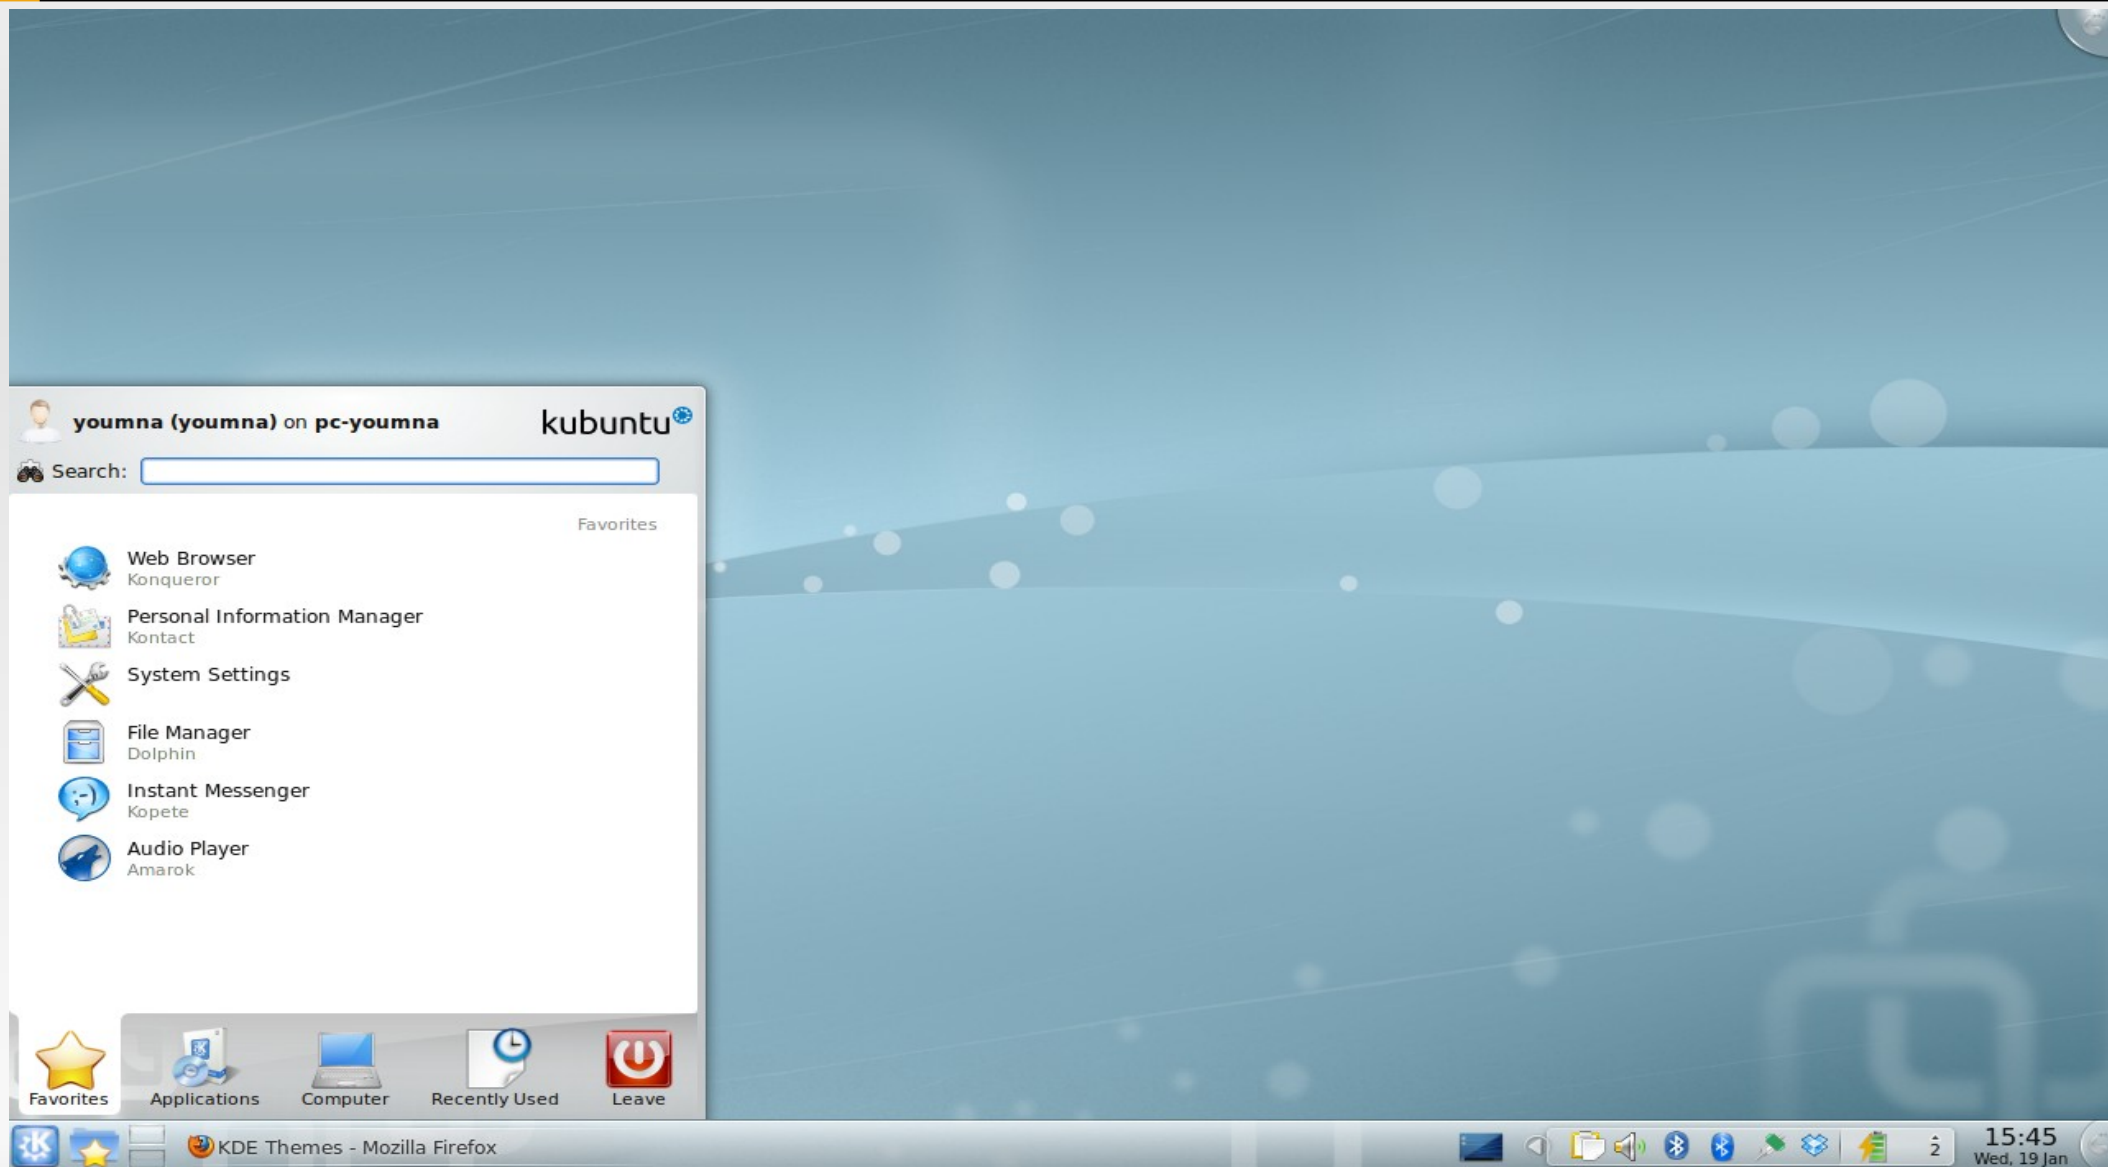 youmna (youmna) on pc-youmna
kubuntu
Search:
Favorites
Web Browser
Konqueror
Personal Information Manager
Kontact
System Settings
File Manager
Dolphin
Instant Messenger
Kopete
Audio Player
Amarok
Favorites
Applications
Computer
Recently Used
Leave
KDE Themes - Mozilla Firefox
2
15:45
Wed, 19 Jan